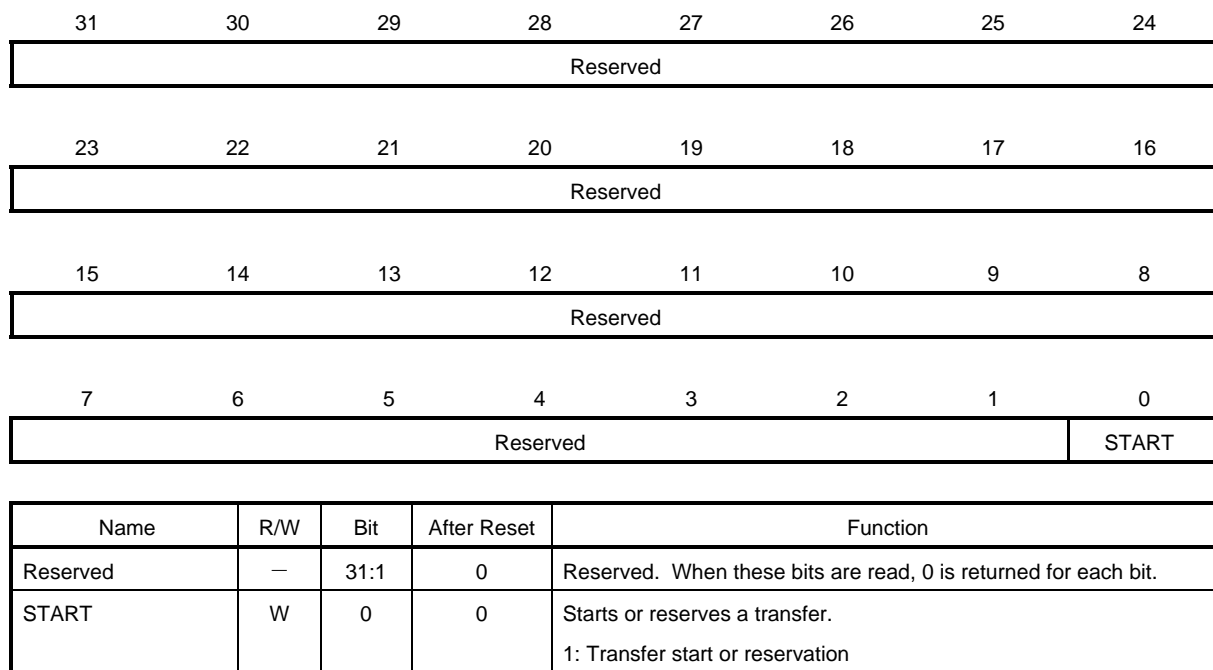 31 30 29 28 27 26 25 24
Reserved
23 22 21 20 19 18 17 16
Reserved
15 14 13 12 11 10 9 8
Reserved
7 6 5 4 3 2 1 0
Reserved START
Name R/W Bit After Reset Function
Reserved — 31:1 0 Reserved. When these bits are read, 0 is returned for each bit.
START W 0 0 Starts or reserves a transfer.
1: Transfer start or reservation